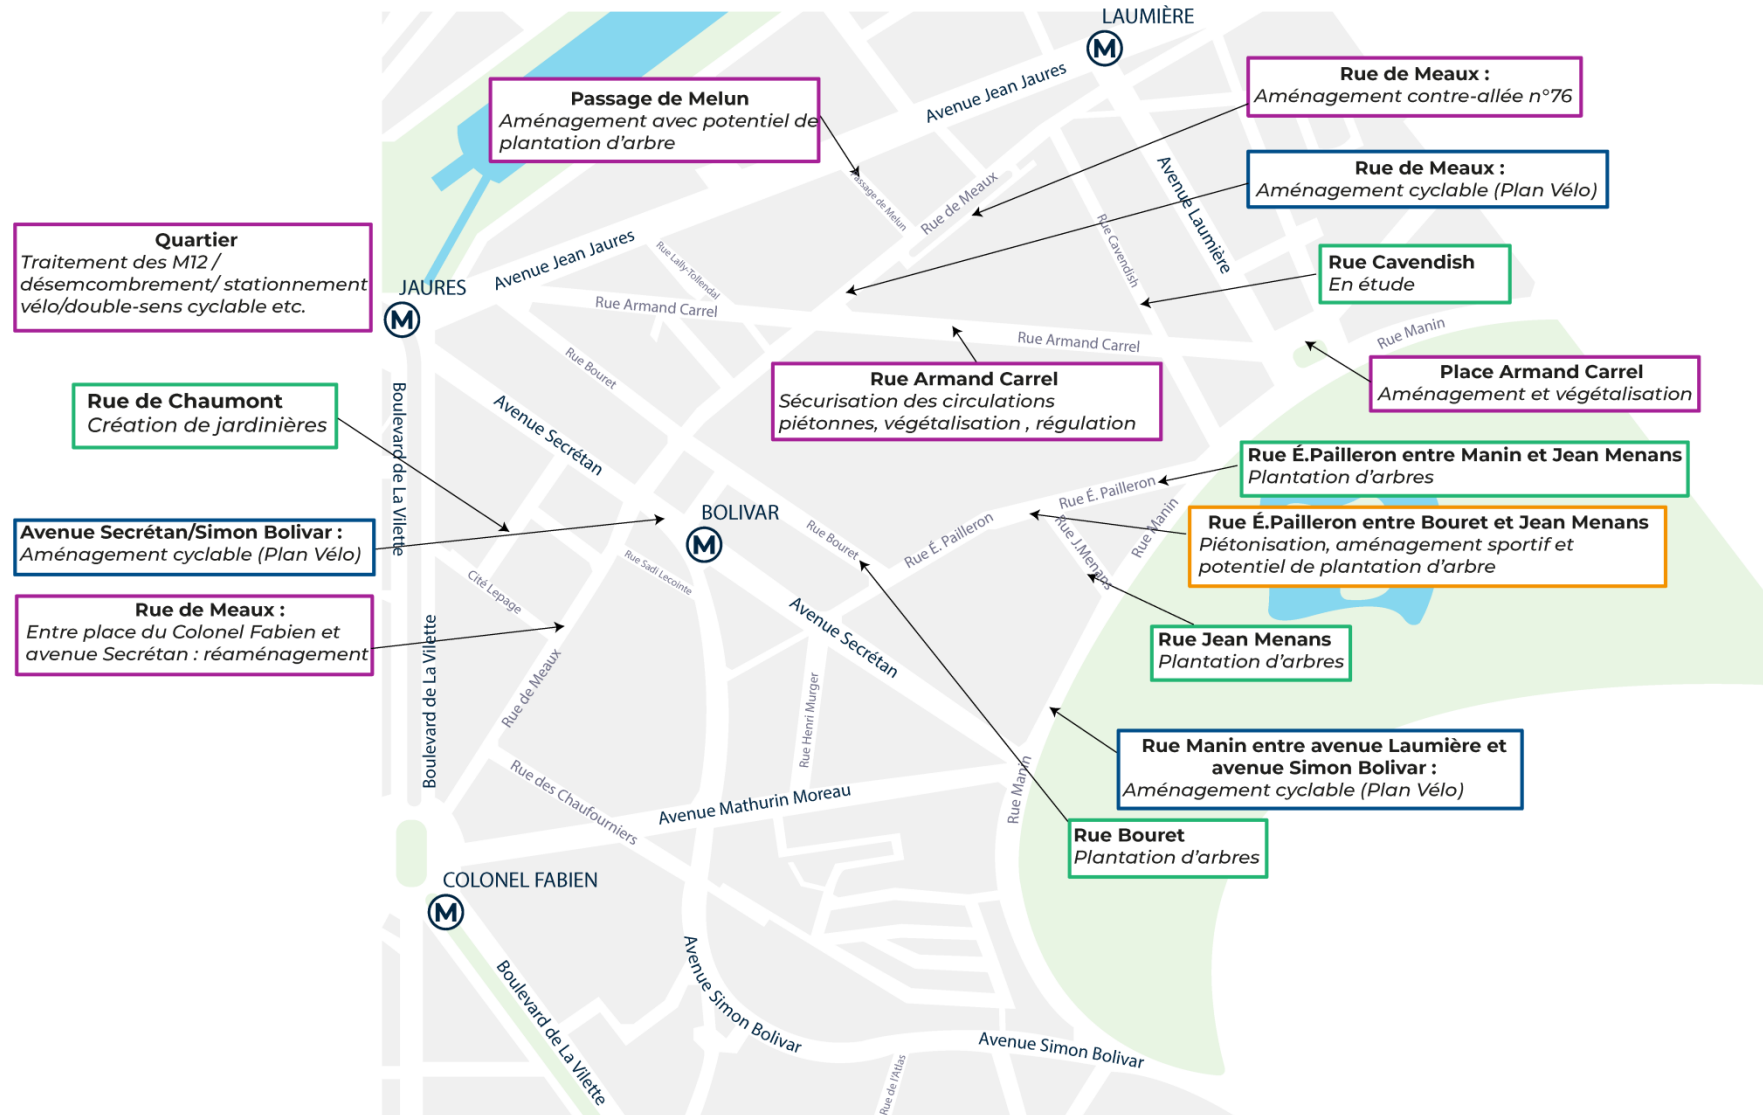 LAUMIÈRE
M
Avenue Jean Jaures
Rue de Meaux :
Aménagement contre-allée n°76
Passage de Melun
Aménagement avec potentiel de
plantation d'arbre
Rue de Meaux :
Aménagement cyclable (Plan Vélo)
Passage de Melun
Rue de Meaux
Avenue Laumière
Rue Cavendish
Quartier
Traitement des M12 /
désemcombrement/ stationnement
vélo/double-sens cyclable etc.
Avenue Jean Jaures
Rue Lally-Tollendal
Rue Cavendish
En étude
JAURES
M
Rue Armand Carrel
Rue Armand Carrel
Rue Manin
Rue Bouret
Rue Armand Carrel
Sécurisation des circulations
piétonnes, végétalisation , régulation
Place Armand Carrel
Aménagement et végétalisation
Rue de Chaumont
Création de jardinières
Boulevard de La Vilette
Avenue Secrétan
Rue É.Pailleron entre Manin et Jean Menans
Plantation d'arbres
Rue É. Pailleron
Rue Manin
BOLIVAR
M
Rue Bouret
Rue É. Pailleron
Rue J.Menans
Rue É.Pailleron entre Bouret et Jean Menans
Piétonisation, aménagement sportif et
potentiel de plantation d'arbre
Avenue Secrétan/Simon Bolivar :
Aménagement cyclable (Plan Vélo)
Rue Sadi Lecointe
Cité Lepage
Rue de Meaux :
Entre place du Colonel Fabien et
avenue Secrétan : réaménagement
Avenue Secrétan
Rue Jean Menans
Plantation d'arbres
Boulevard de La Vilette
Rue de Meaux
Rue Henri Murger
Rue Manin entre avenue Laumière et
avenue Simon Bolivar :
Aménagement cyclable (Plan Vélo)
Rue des Chaufourniers
Avenue Mathurin Moreau
Rue Manin
Rue Bouret
Plantation d'arbres
COLONEL FABIEN
M
Boulevard de La Vilette
Avenue Simon Bolivar
Avenue Simon Bolivar
Rue de l'Atlas